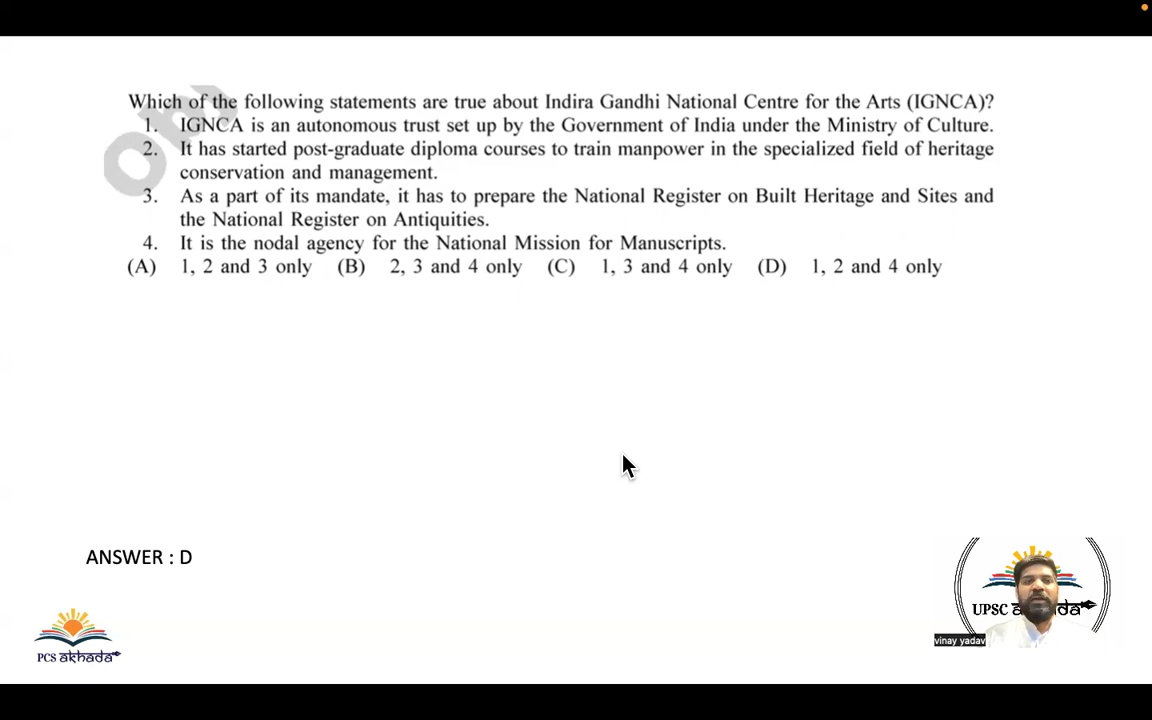 Which of the following statements are true about Indira Gandhi National Centre for the Arts (IGNCA)?
1. IGNCA is an autonomous trust set up by the Government of India under the Ministry of Culture.
2. It has started post-graduate diploma courses to train manpower in the specialized field of heritage
conservation and management.
3. As a part of its mandate, it has to prepare the National Register on Built Heritage and Sites and
the National Register on Antiquities.
4. It is the nodal agency for the National Mission for Manuscripts.
(A) 1, 2 and 3 only (B) 2, 3 and 4 only (C) 1, 3 and 4 only (D) 1, 2 and 4 only
ANSWER : D
PCS akhada
UPSC
vinay yadav